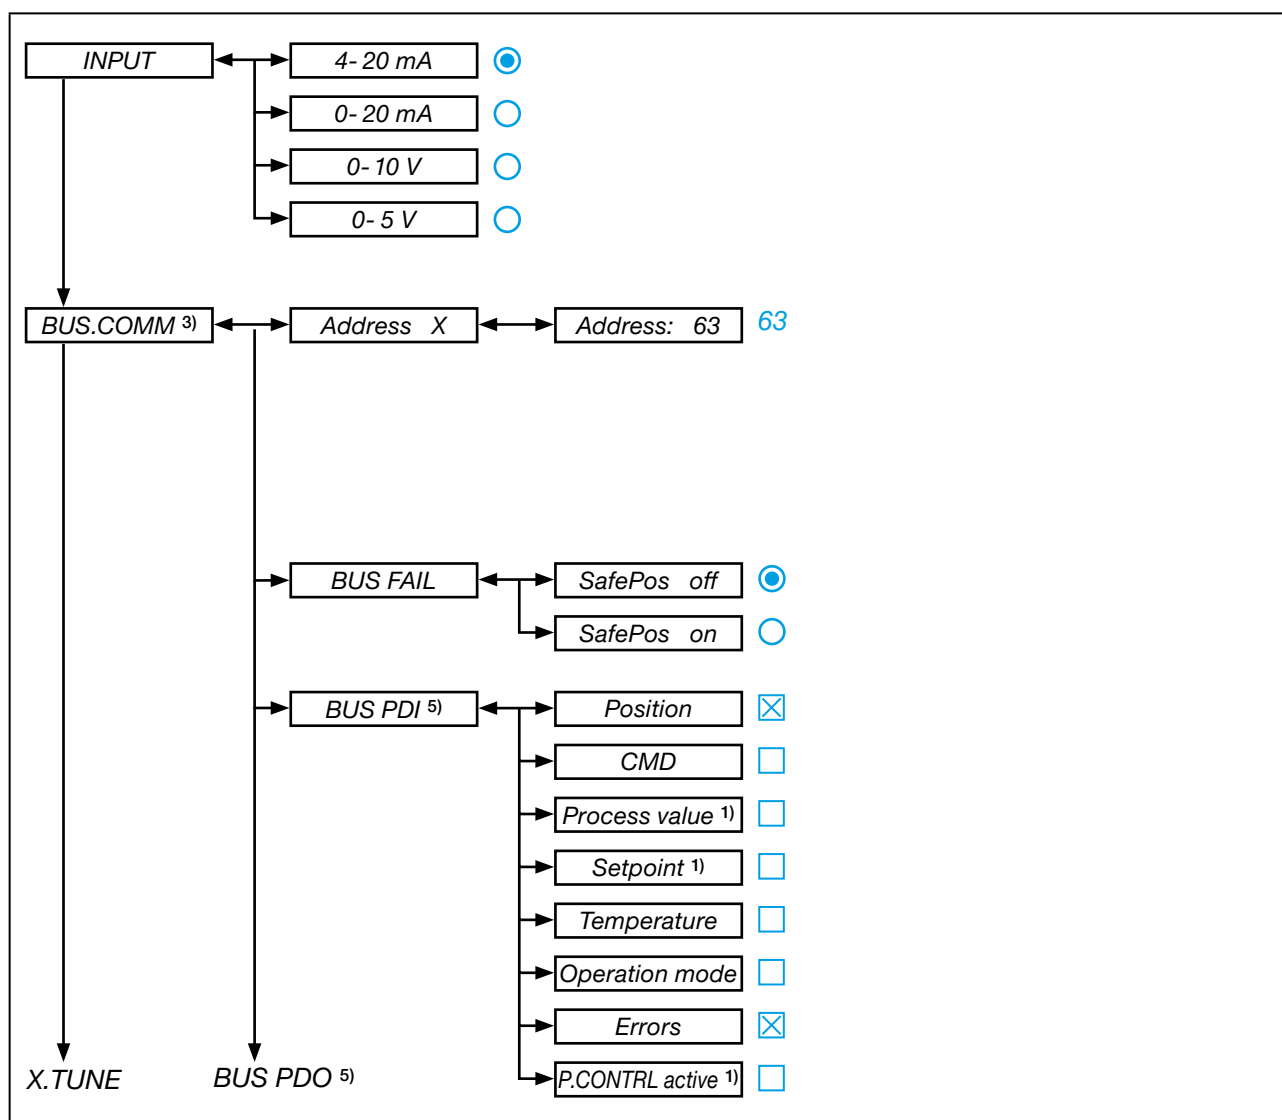 INPUT
4- 20 mA
0- 20 mA
0- 10 V
0- 5 V
BUS.COMM 3)
Address X
Address: 63
63
BUS FAIL
SafePos off
SafePos on
BUS PDI 5)
Position
CMD
Process value 1)
Setpoint 1)
Temperature
Operation mode
Errors
P.CONTRL active 1)
X.TUNE
BUS PDO 5)